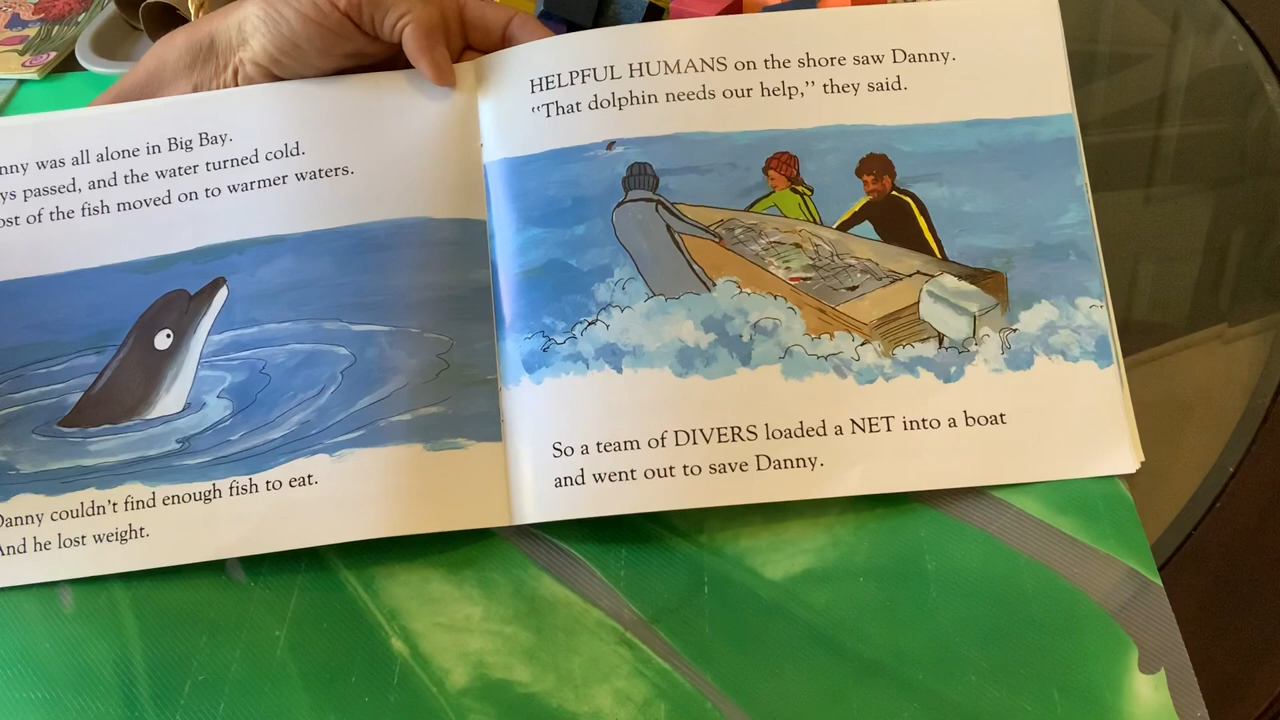 nny was all alone in Big Bay.
ys passed, and the water turned cold.
ost of the fish moved on to warmer waters.
Danny couldn't find enough fish to eat.
And he lost weight.
HELPFUL HUMANS on the shore saw Danny.
“That dolphin needs our help,” they said.
So a team of DIVERS loaded a NET into a boat
and went out to save Danny.